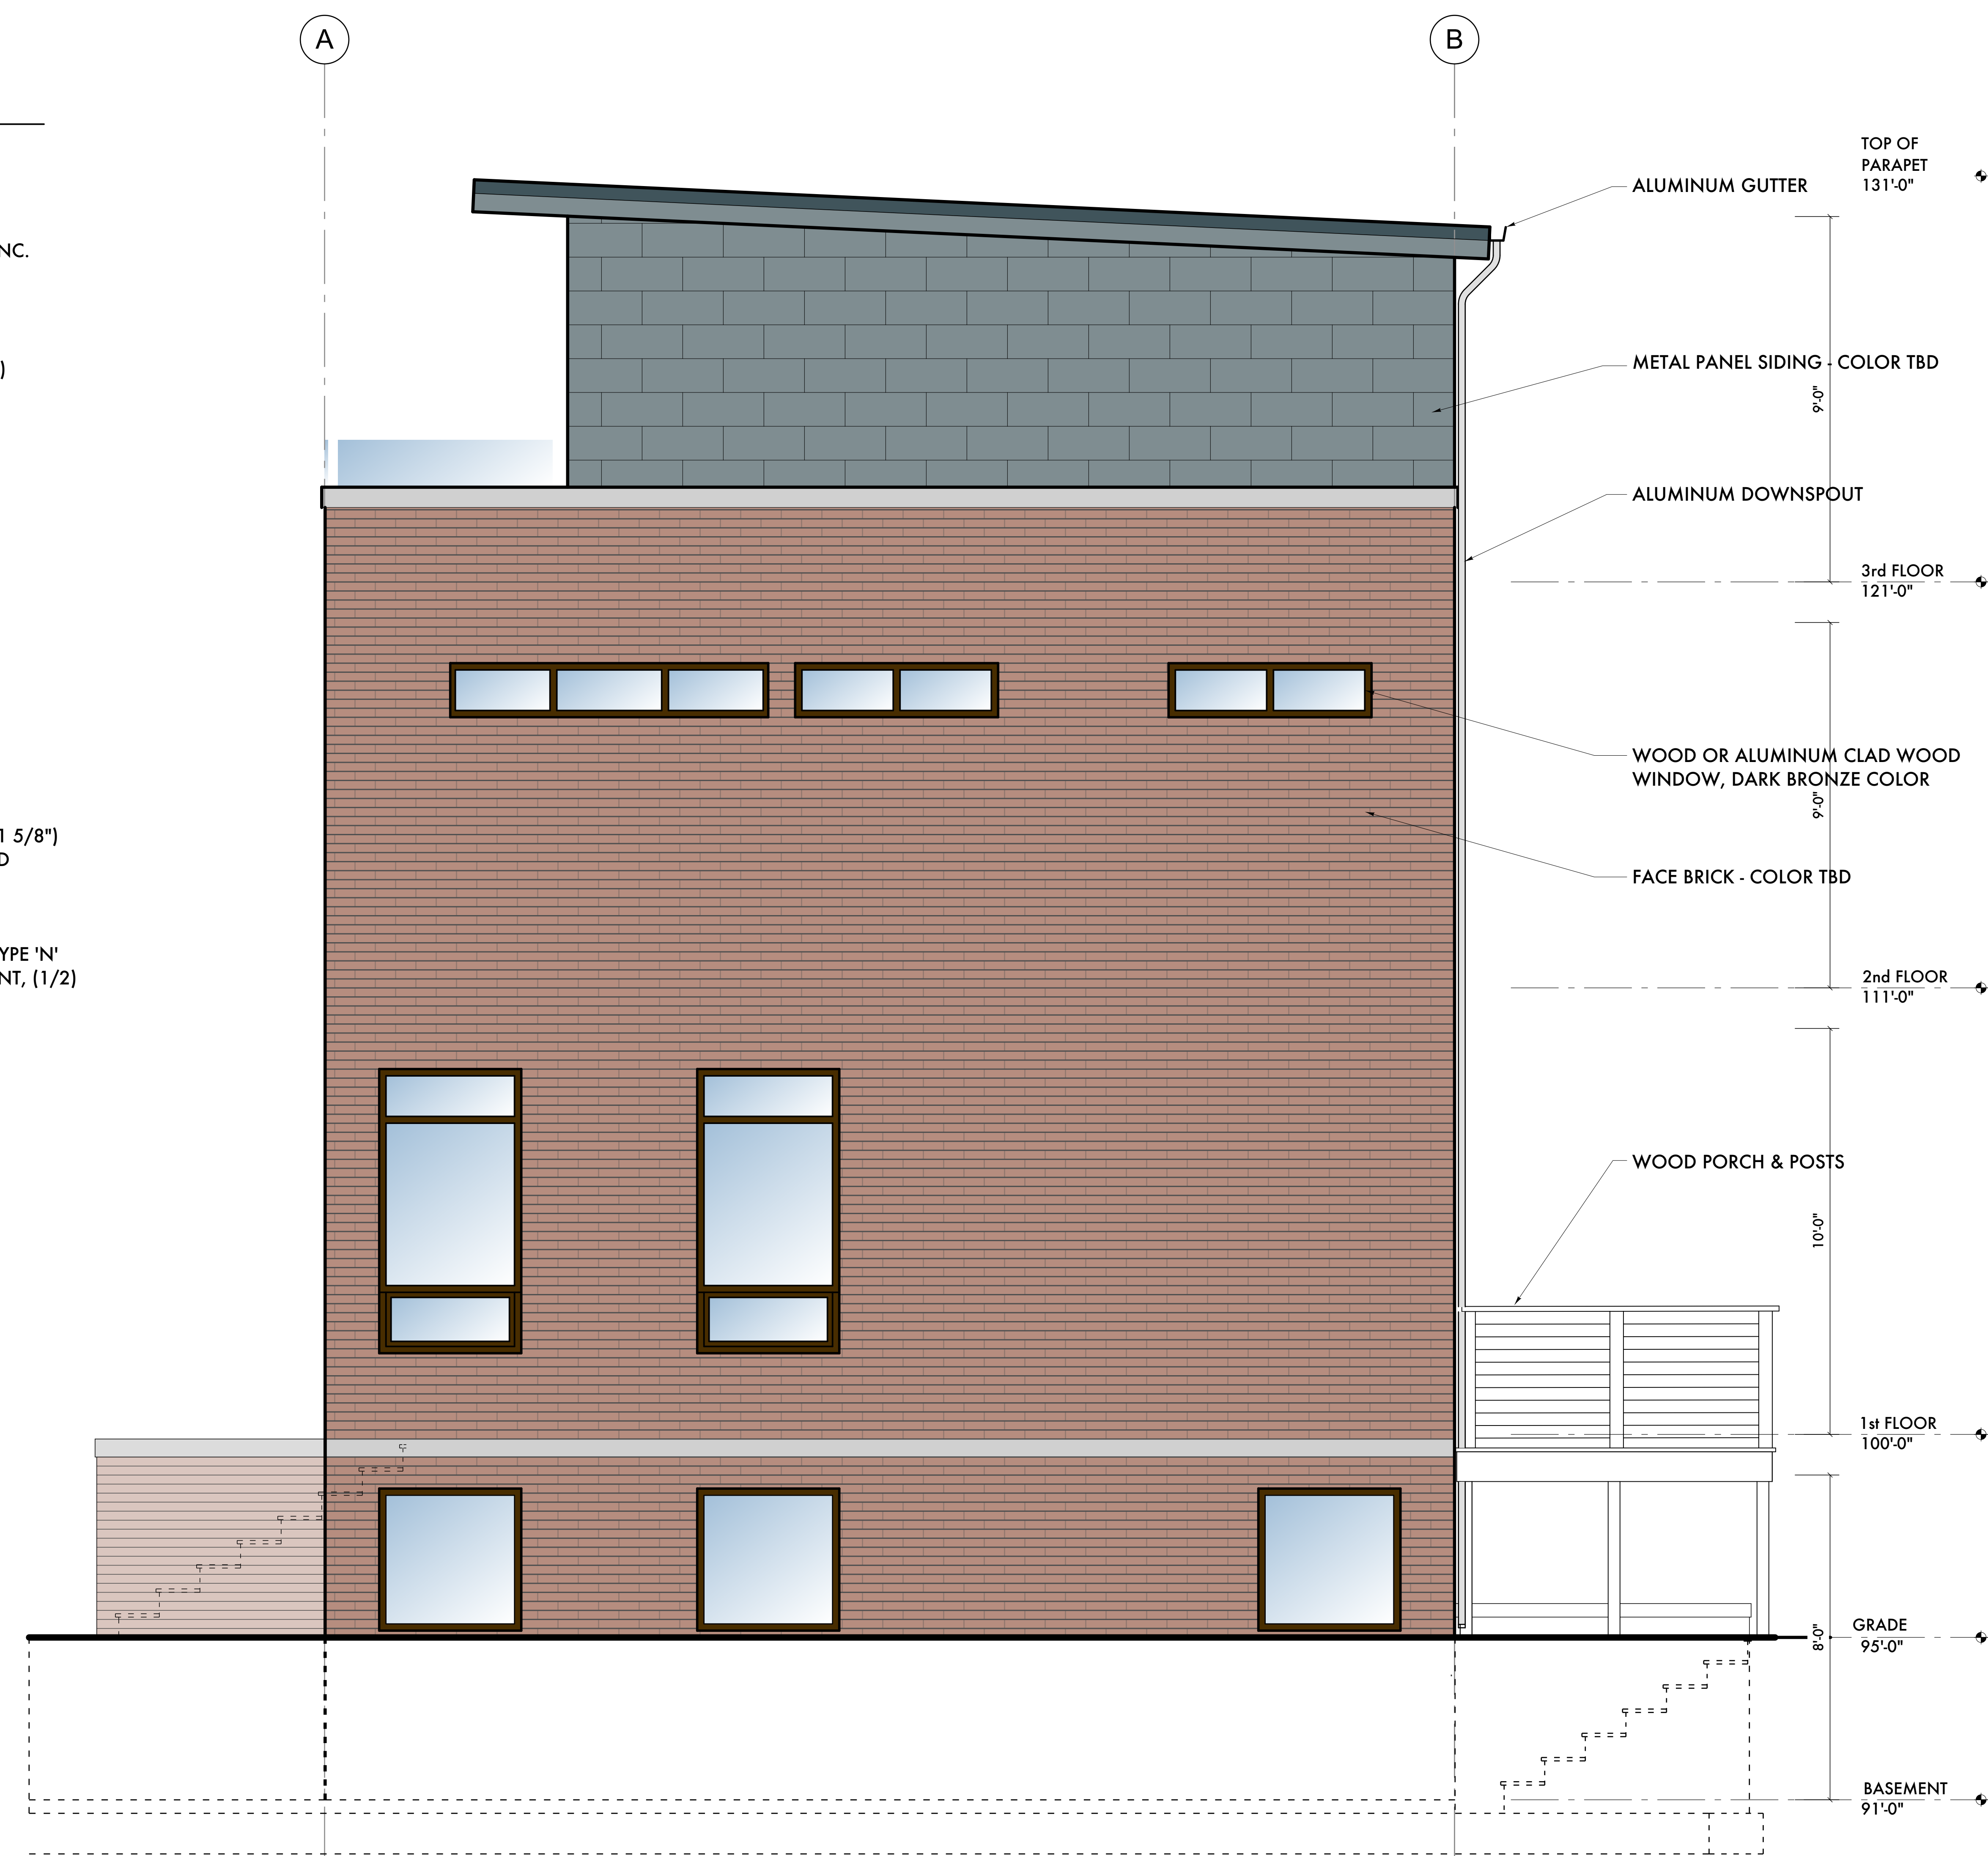 A
B
NC.
)
1 5/8")
D
YPE 'N'
NT, (1/2)
ALUMINUM GUTTER
METAL PANEL SIDING - COLOR TBD
ALUMINUM DOWNSPOUT
WOOD OR ALUMINUM CLAD WOOD
WINDOW, DARK BRONZE COLOR
FACE BRICK - COLOR TBD
WOOD PORCH & POSTS
9'-0"
9'-0"
10'-0"
8'-0"
TOP OF
PARAPET
131'-0"
3rd FLOOR
121'-0"
2nd FLOOR
111'-0"
1st FLOOR
100'-0"
GRADE
95'-0"
BASEMENT
91'-0"